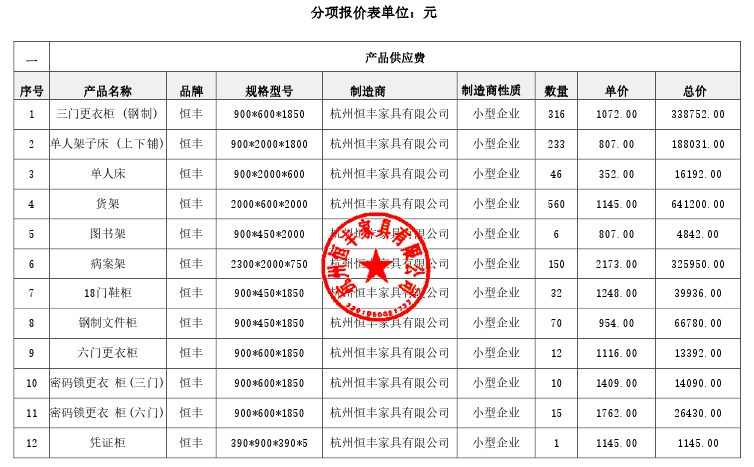 分项报价表单位：元
一 产品供应费
序号 产品名称 品牌 规格型号 制造商 制造商性质 数量 单价 总价
1 三门更衣柜 (钢制) 恒丰 900*600*1850 杭州恒丰家具有限公司 小型企业 316 1072.00 338752.00
2 单人架子床 (上下铺) 恒丰 900*2000*1800 杭州恒丰家具有限公司 小型企业 233 807.00 188031.00
3 单人床 恒丰 900*2000*600 杭州恒丰家具有限公司 小型企业 46 352.00 16192.00
4 货架 恒丰 2000*600*2000 杭州恒丰家具有限公司 小型企业 560 1145.00 641200.00
5 图书架 恒丰 900*450*2000 杭州恒丰家具有限公司 小型企业 6 807.00 4842.00
6 病案架 恒丰 2300*2000*750 杭州恒丰家具有限公司 小型企业 150 2173.00 325950.00
7 18门鞋柜 恒丰 900*450*1850 杭州恒丰家具有限公司 小型企业 32 1248.00 39936.00
8 钢制文件柜 恒丰 900*450*1850 杭州恒丰家具有限公司 小型企业 70 954.00 66780.00
9 六门更衣柜 恒丰 900*600*1850 杭州恒丰家具有限公司 小型企业 12 1116.00 13392.00
10 密码锁更衣 柜(三门) 恒丰 900*600*1850 杭州恒丰家具有限公司 小型企业 10 1409.00 14090.00
11 密码锁更衣 柜(六门) 恒丰 900*600*1850 杭州恒丰家具有限公司 小型企业 15 1762.00 26430.00
12 凭证柜 恒丰 390*900*390*5 杭州恒丰家具有限公司 小型企业 1 1145.00 1145.00
杭州恒丰家具有限公司